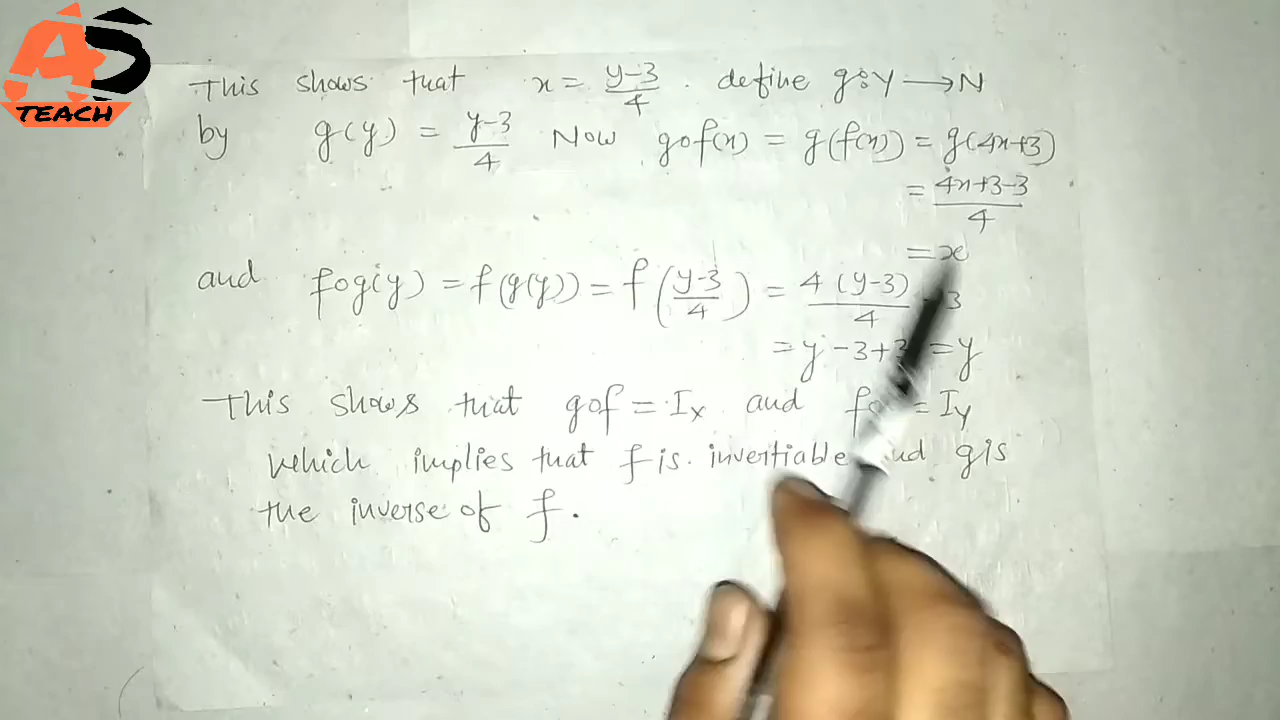 AS
TEACH
This shows that x = y-3/4 . define g:Y → N
by g(y) = y-3/4 Now gof(x) = g(f(x)) = g(4x+3)
= 4x+3-3/4
= x
and fog(y) = f(g(y)) = f(y-3/4) = 4(y-3)/4 3
= y-3+3 = y
This shows that gof = Ix and = IY
which implies that f is invertiable and g is
the inverse of f.